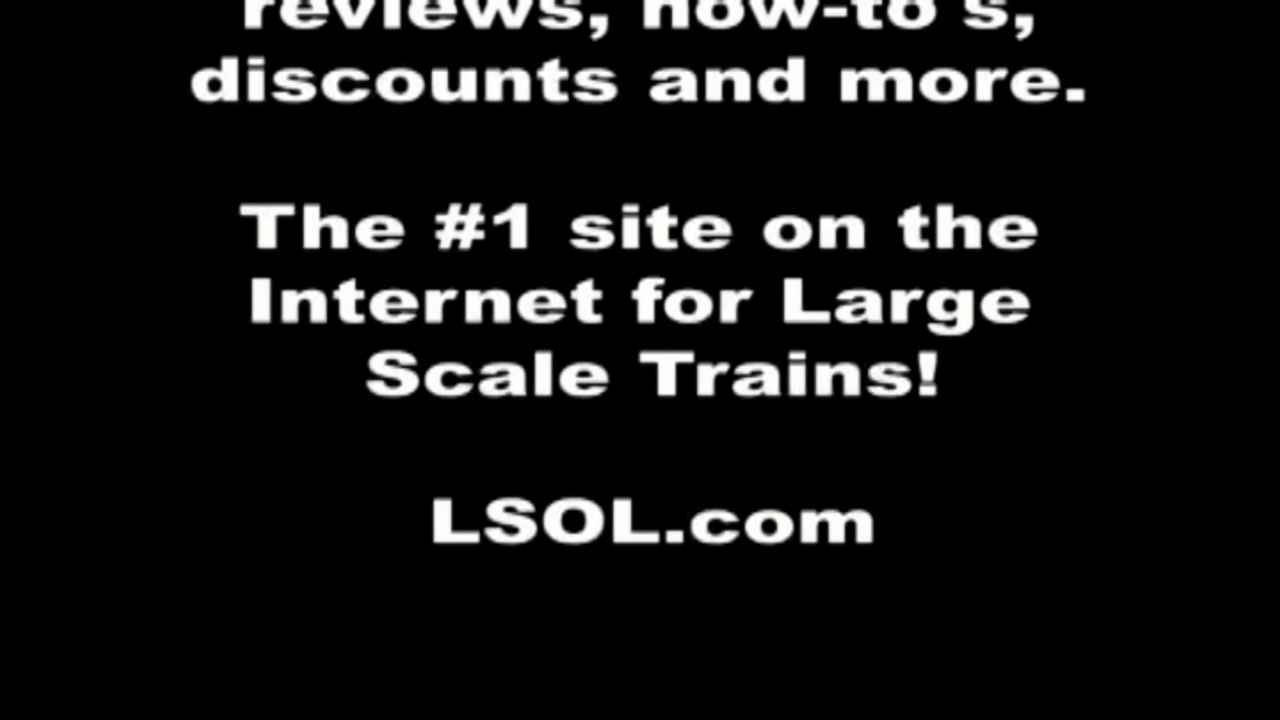 reviews, how-to's,
discounts and more.
The #1 site on the
Internet for Large
Scale Trains!
LSOL.com